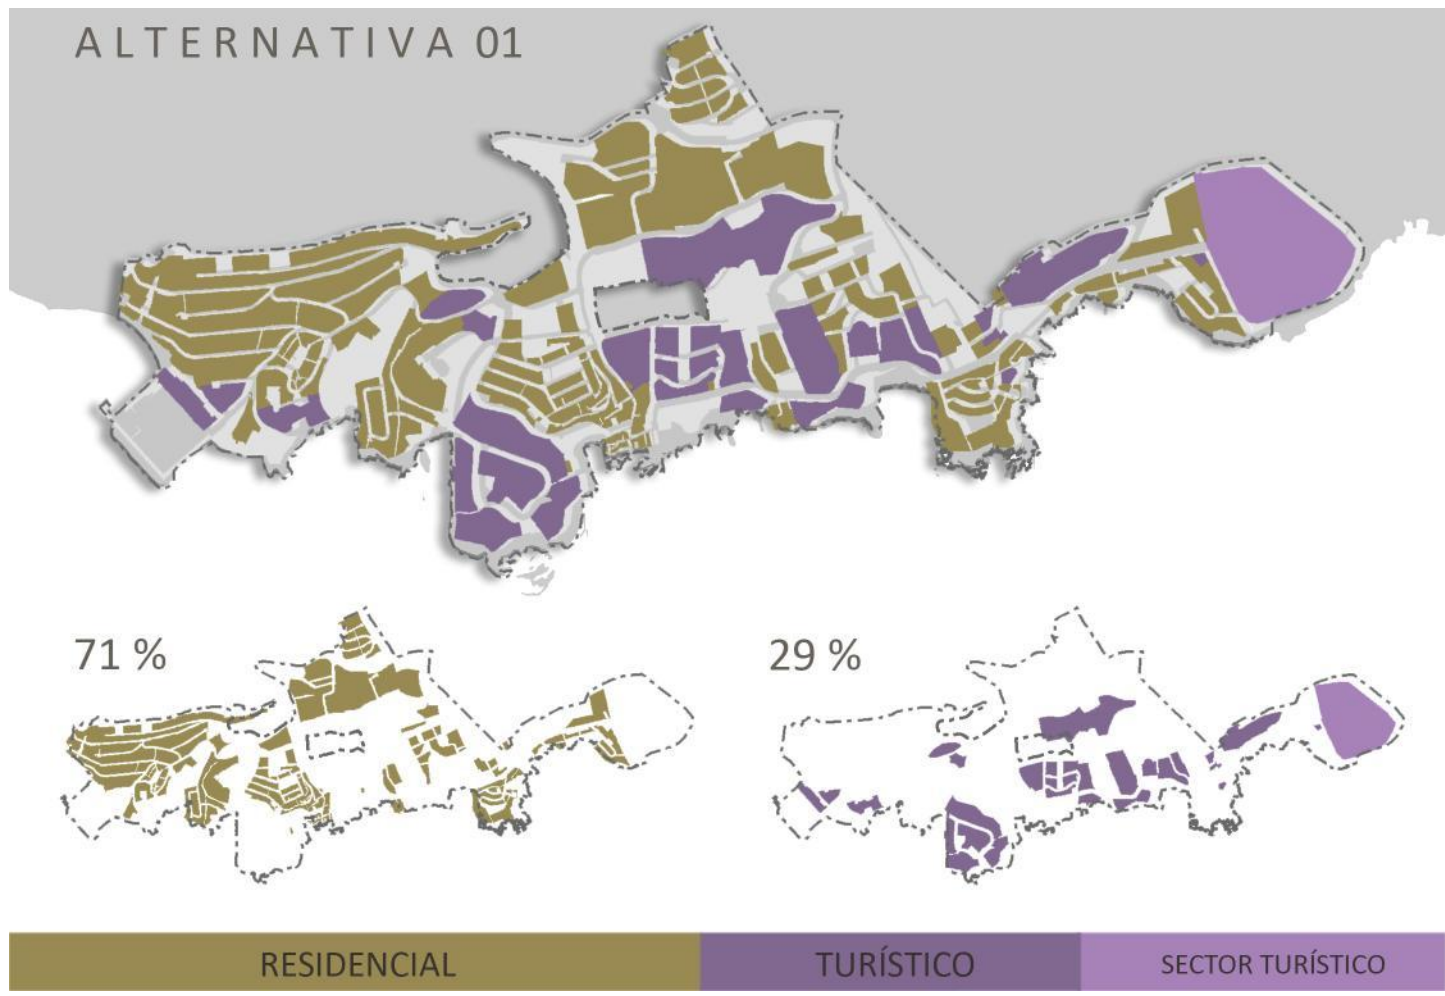 ALTERNATIVA 01
71 %
29 %
RESIDENCIAL
TURÍSTICO
SECTOR TURÍSTICO